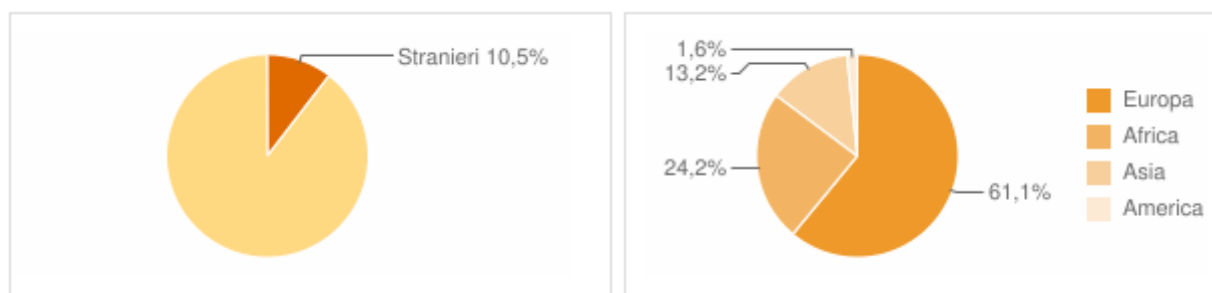 Stranieri 10,5%
1,6%
13,2%
24,2%
61,1%
Europa
Africa
Asia
America